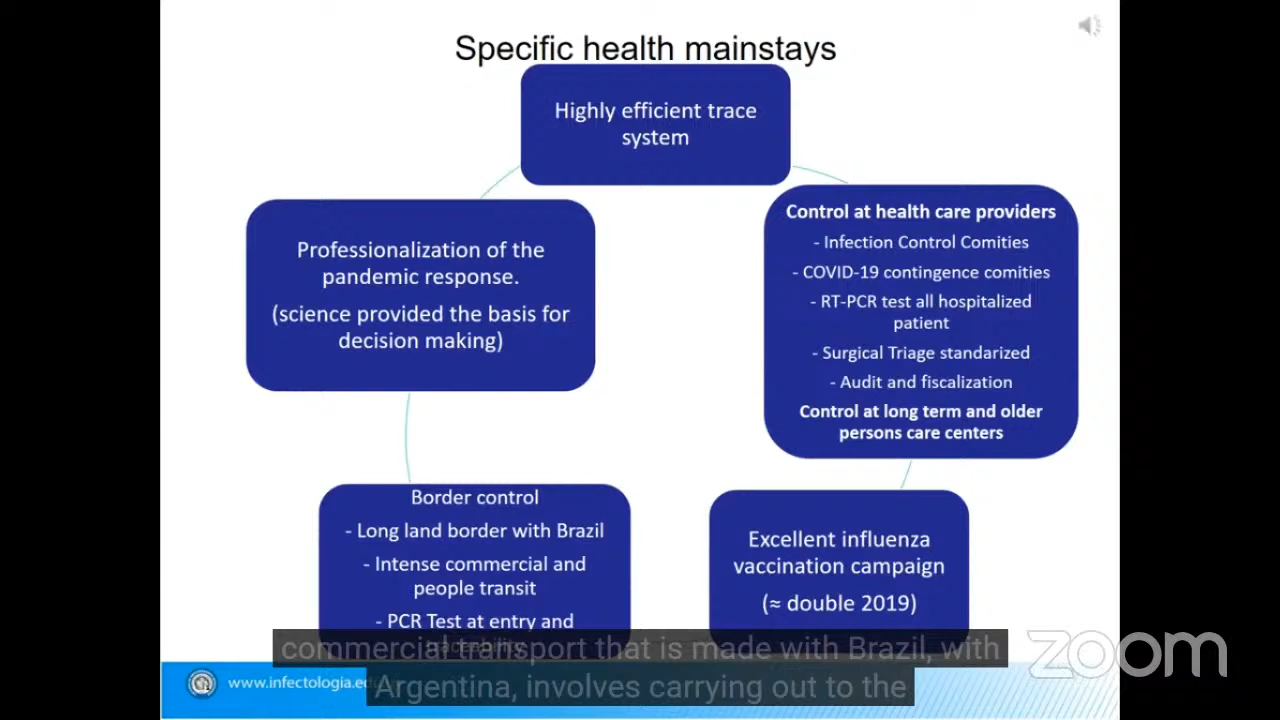 Specific health mainstays
Highly efficient trace
system
Control at health care providers
- Infection Control Comities
- COVID-19 contingence comities
- RT-PCR test all hospitalized
patient
- Surgical Triage standarized
- Audit and fiscalization
Control at long term and older
persons care centers
Excellent influenza
vaccination campaign
(≈ double 2019)
Border control
- Long land border with Brazil
- Intense commercial and
people transit
- PCR Test at entry and
traceability
Professionalization of the
pandemic response.
(science provided the basis for
decision making)
commercial transport that is made with Brazil, with
Argentina, involves carrying out to the
www.infectologia.ed
zoom